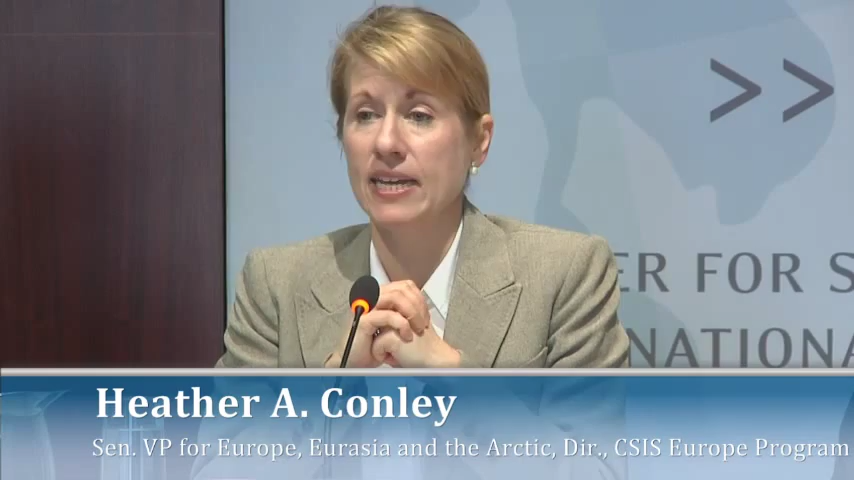 >>
ER FOR S
NATIONA
Heather A. Conley
Sen. VP for Europe, Eurasia and the Arctic, Dir., CSIS Europe Program